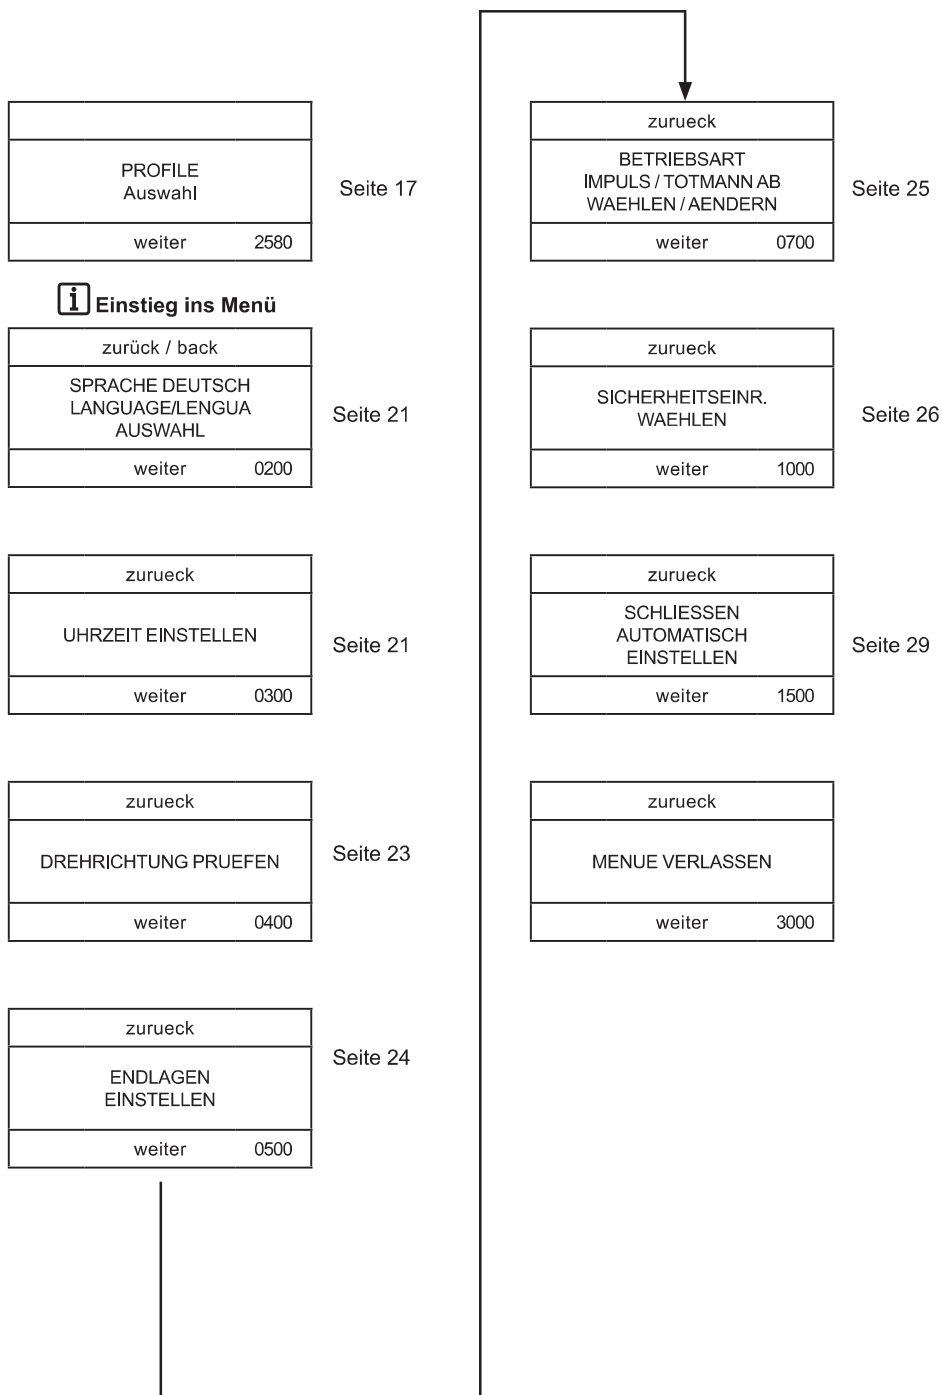 PROFILE
Auswahl
Seite 17
weiter 2580
i Einstieg ins Menü
zurück / back
SPRACHE DEUTSCH
LANGUAGE/LENGUA
AUSWAHL
Seite 21
weiter 0200
zurueck
UHRZEIT EINSTELLEN
Seite 21
weiter 0300
zurueck
DREHRICHTUNG PRUEFEN
Seite 23
weiter 0400
zurueck
ENDLAGEN
EINSTELLEN
Seite 24
weiter 0500
zurueck
BETRIEBSART
IMPULS / TOTMANN AB
WAEHLEN / AENDERN
Seite 25
weiter 0700
zurueck
SICHERHEITSEINR.
WAEHLEN
Seite 26
weiter 1000
zurueck
SCHLIESSEN
AUTOMATISCH
EINSTELLEN
Seite 29
weiter 1500
zurueck
MENUE VERLASSEN
weiter 3000